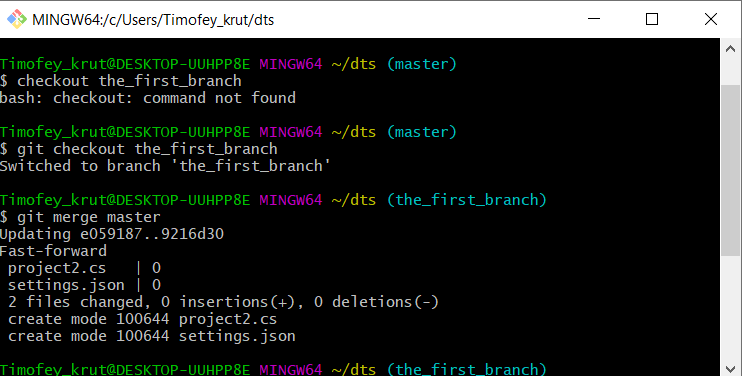 MINGW64:/c/Users/Timofey_krut/dts
Timofey_krut@DESKTOP-UUHPP8E MINGW64 ~/dts (master)
$ checkout the_first_branch
bash: checkout: command not found
Timofey_krut@DESKTOP-UUHPP8E MINGW64 ~/dts (master)
$ git checkout the_first_branch
Switched to branch 'the_first_branch'
Timofey_krut@DESKTOP-UUHPP8E MINGW64 ~/dts (the_first_branch)
$ git merge master
Updating e059187..9216d30
Fast-forward
 project2.cs   | 0
 settings.json | 0
 2 files changed, 0 insertions(+), 0 deletions(-)
 create mode 100644 project2.cs
 create mode 100644 settings.json
Timofey_krut@DESKTOP-UUHPP8E MINGW64 ~/dts (the_first_branch)